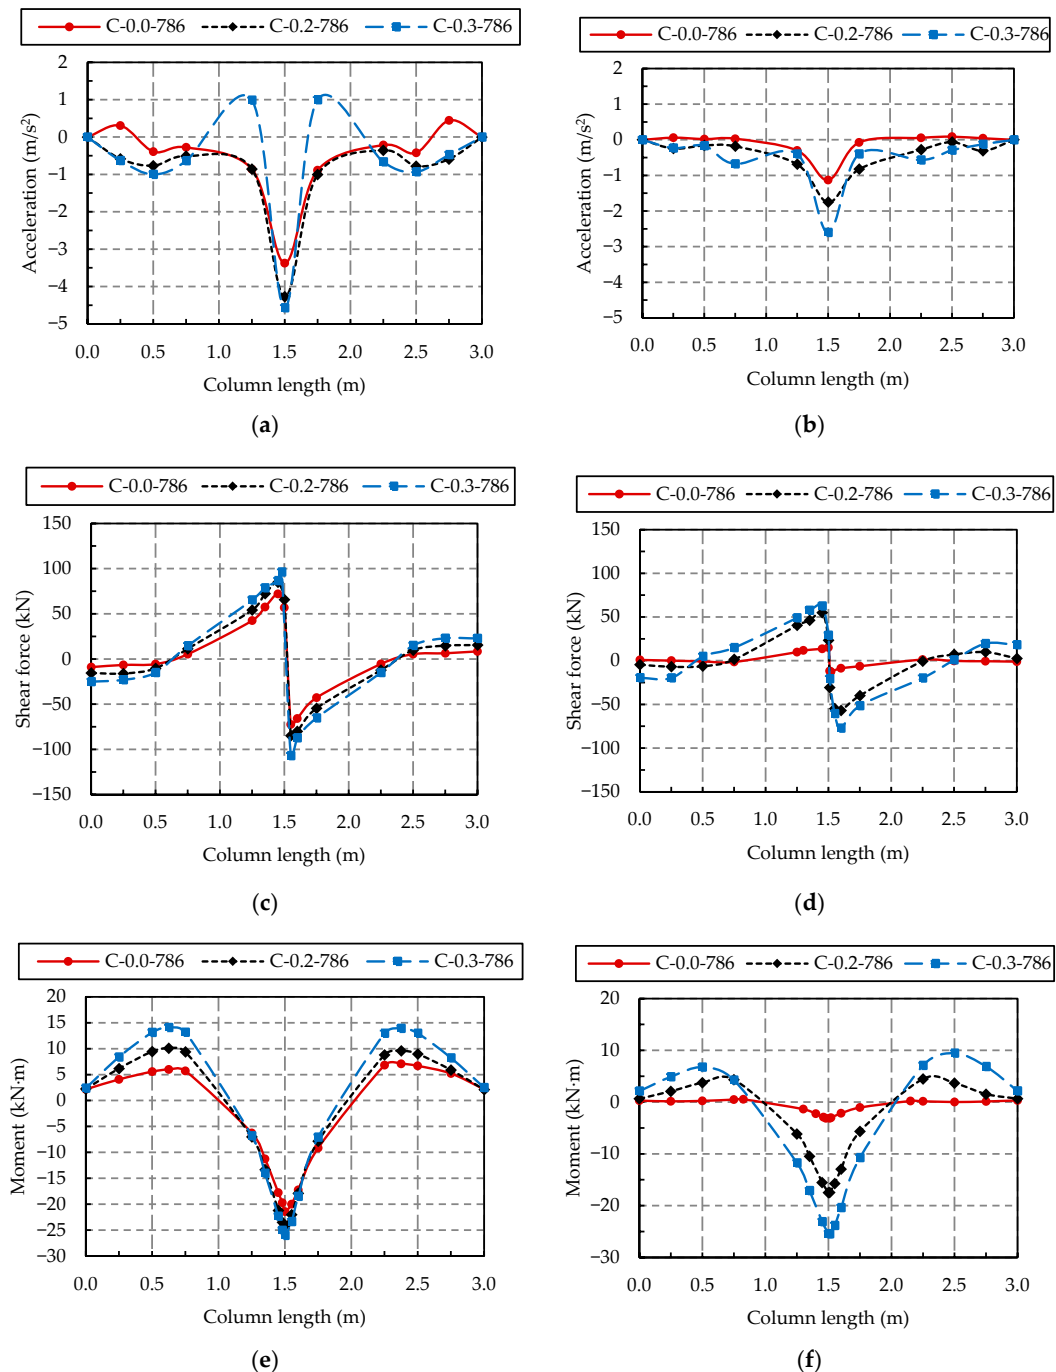 C-0.0-786 C-0.2-786 C-0.3-786
2
1
0
−1
−2
−3
−4
−5
Acceleration (m/s²)
0.0 0.5 1.0 1.5 2.0 2.5 3.0
Column length (m)
(a)
C-0.0-786 C-0.2-786 C-0.3-786
2
1
0
−1
−2
−3
−4
−5
Acceleration (m/s²)
0.0 0.5 1.0 1.5 2.0 2.5 3.0
Column length (m)
(b)
C-0.0-786 C-0.2-786 C-0.3-786
150
100
50
0
−50
−100
−150
Shear force (kN)
0.0 0.5 1.0 1.5 2.0 2.5 3.0
Column length (m)
(c)
C-0.0-786 C-0.2-786 C-0.3-786
150
100
50
0
−50
−100
−150
Shear force (kN)
0.0 0.5 1.0 1.5 2.0 2.5 3.0
Column length (m)
(d)
C-0.0-786 C-0.2-786 C-0.3-786
20
15
10
5
0
−5
−10
−15
−20
−25
−30
Moment (kN·m)
0.0 0.5 1.0 1.5 2.0 2.5 3.0
Column length (m)
(e)
C-0.0-786 C-0.2-786 C-0.3-786
20
10
0
−10
−20
−30
Moment (kN·m)
0.0 0.5 1.0 1.5 2.0 2.5 3.0
Column length (m)
(f)